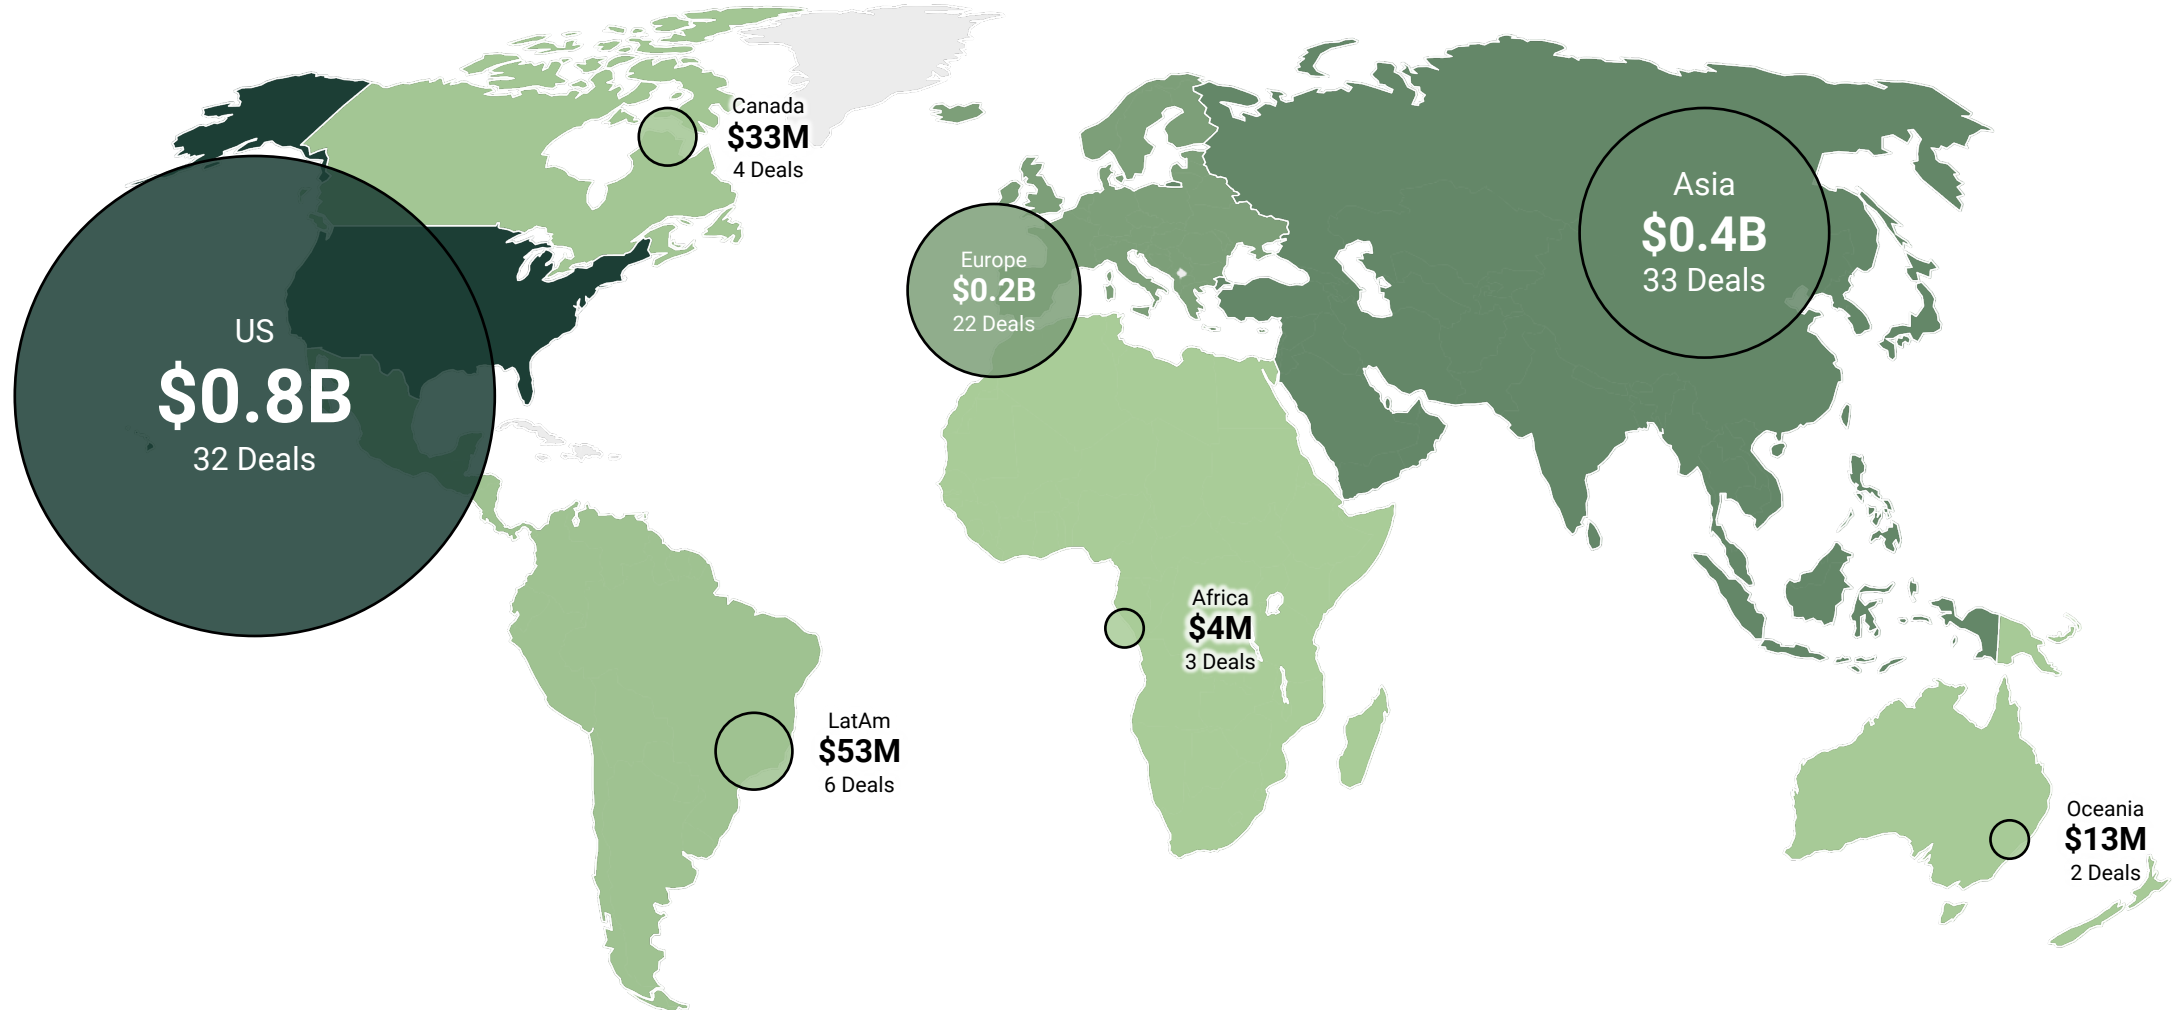 Canada
$33M
4 Deals
Asia
$0.4B
33 Deals
Europe
$0.2B
22 Deals
US
$0.8B
32 Deals
Africa
$4M
3 Deals
LatAm
$53M
6 Deals
Oceania
$13M
2 Deals